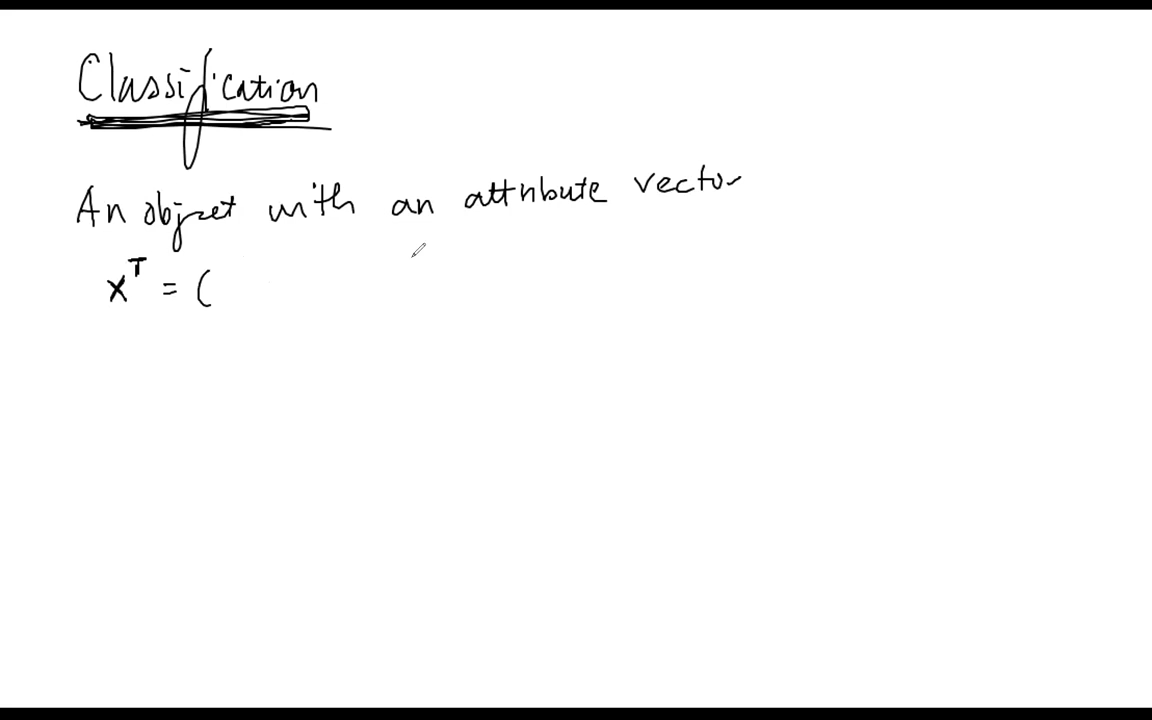 Classification
An object with an attribute vector
x^T = (